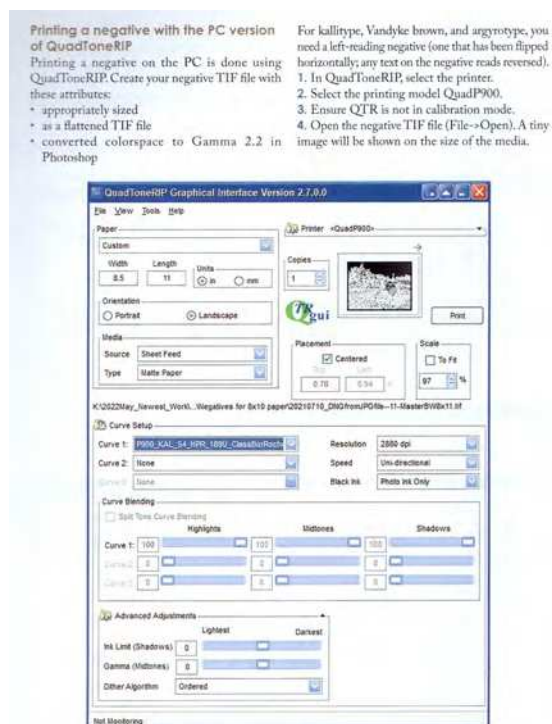 Printing a negative with the PC version
of QuadToneRIP
Printing a negative on the PC is done using
QuadToneRIP. Create your negative TIF file with
these attributes:
• appropriately sized
• as a flattened TIF file
• converted colorspace to Gamma 2.2 in
Photoshop
For kallitype, Vandyke brown, and argyrotype, you
need a left-reading negative (one that has been flipped
horizontally; any text on the negative reads reversed).
1. In QuadToneRIP, select the printer.
2. Select the printing model QuadP900.
3. Ensure QTR is not in calibration mode.
4. Open the negative TIF file (File->Open). A tiny
image will be shown on the size of the media.
QuadToneRIP Graphical Interface Version 2.7.0.0
File View Tools Help
Paper
Custom
Width Length Units
8.5 11 in mm
Orientation
Portrait Landscape
Media
Source Sheet Feed
Type Matte Paper
Printer <QuadP900>
Copies
1
QTR gui
Print
Placement
Centered
Top Left
0.78 0.54
Scale
To Fit
97 %
Curve Setup
Curve 1:
Curve 2: None
Curve 3: None
Resolution 2880 dpi
Speed Uni-directional
Black Ink Photo Ink Only
Curve Blending
Split Tone Curve Blending
Highlights Midtones Shadows
Curve 1: 100 100 100
Curve 2: 0 0 0
Curve 3: 0 0 0
Advanced Adjustments
Lightest Darkest
Ink Limit (Shadows) 0
Gamma (Midtones) 0
Dither Algorithm Ordered
Not Monitoring